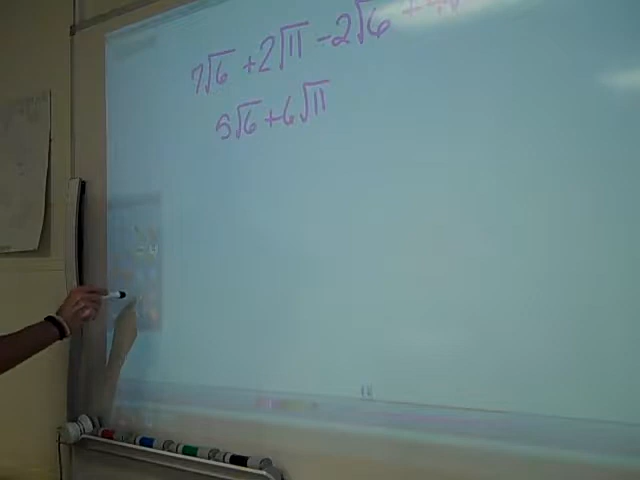 7√6 + 2√11 - 2√6 +
5√6 + 6√11